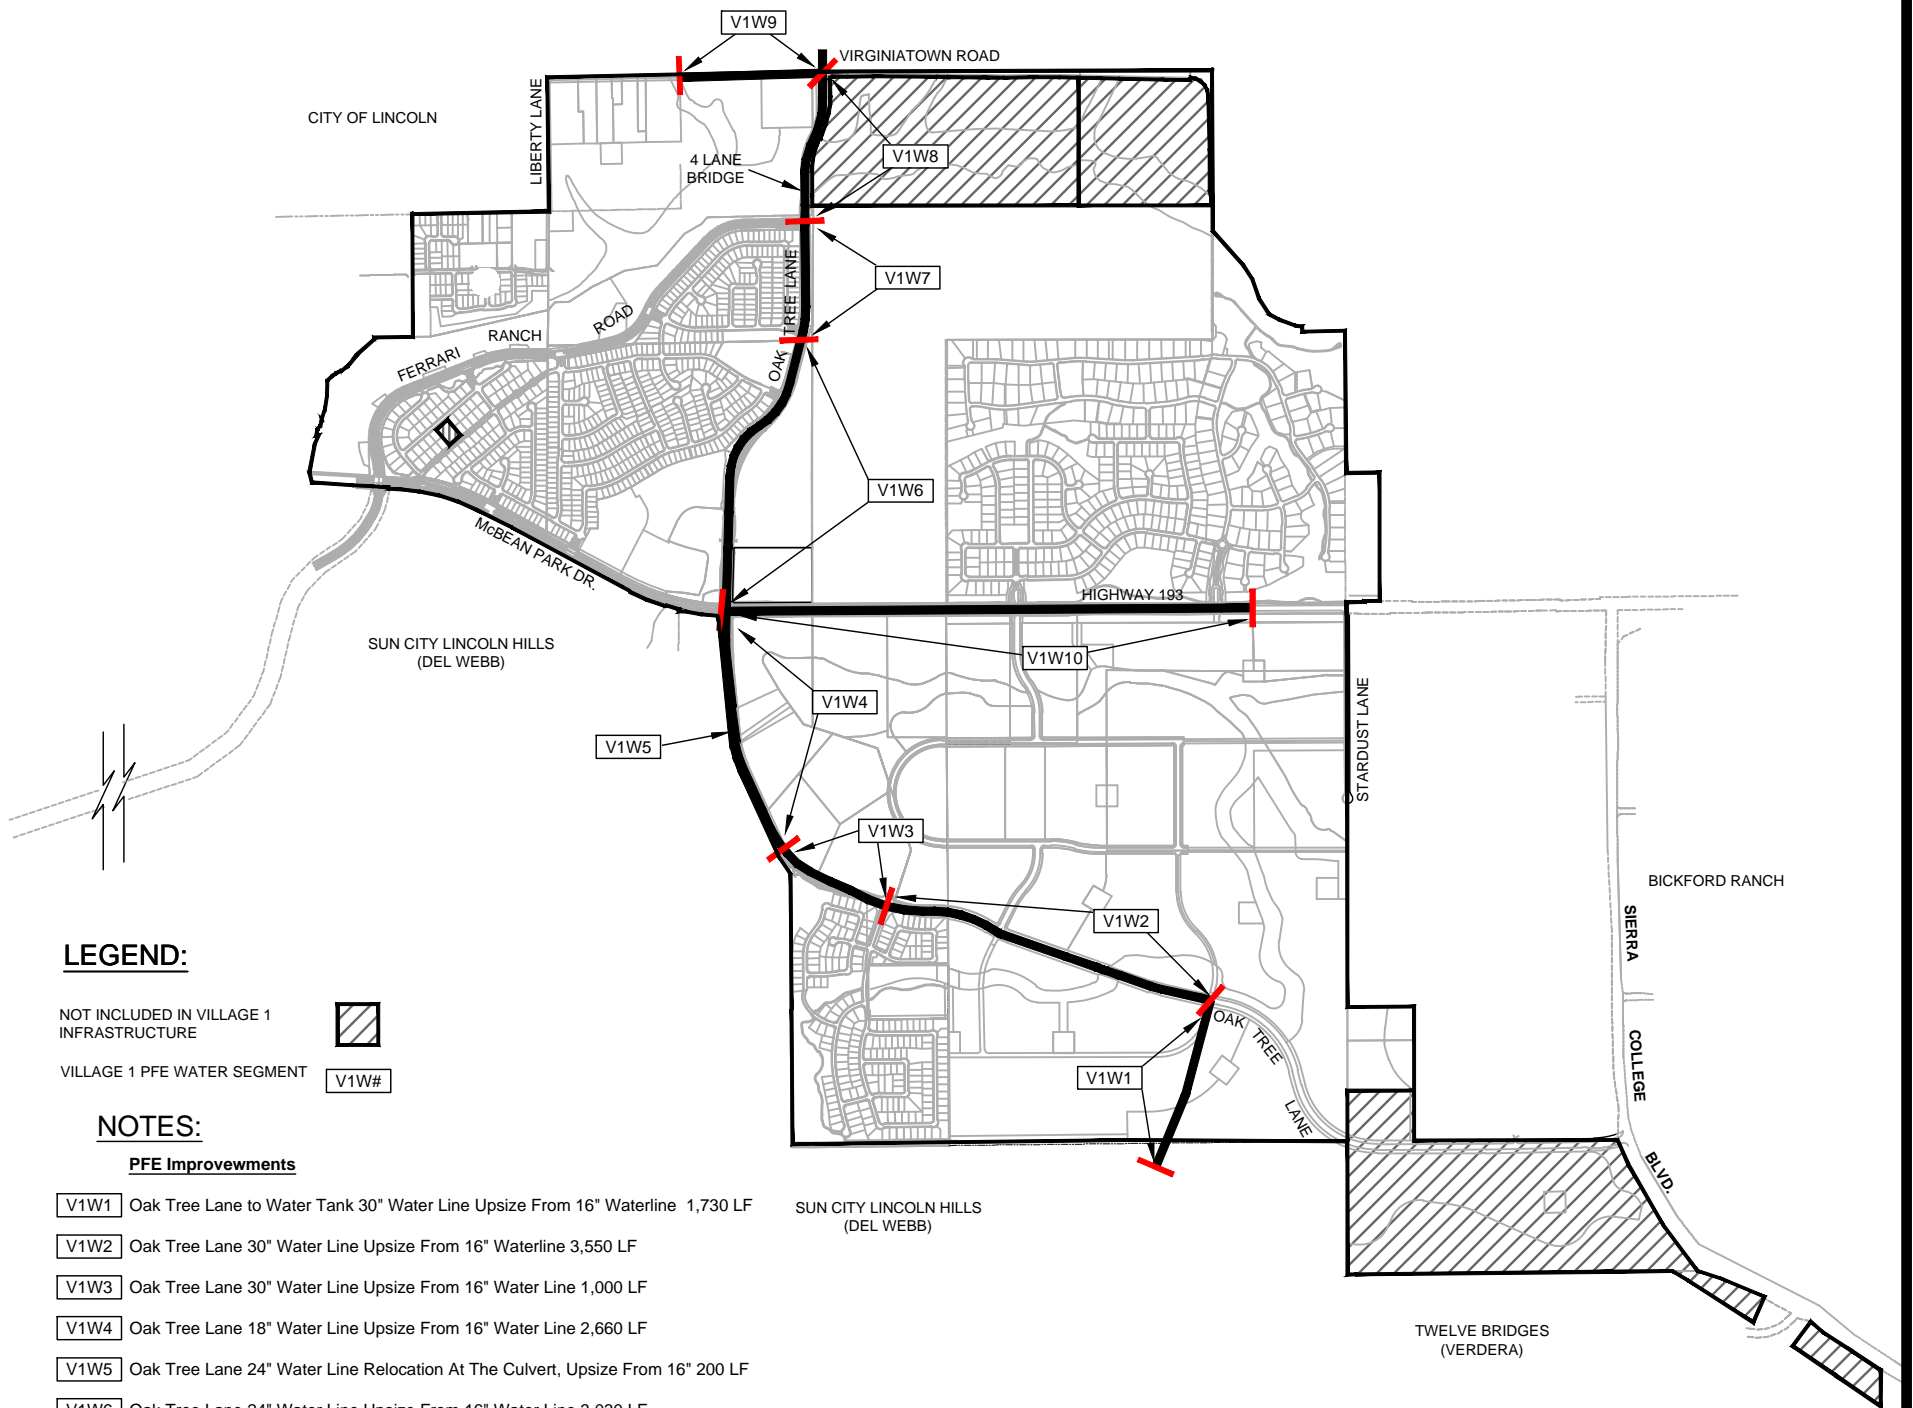 V1W9
VIRGINIATOWN ROAD
CITY OF LINCOLN
LIBERTY LANE
4 LANE
BRIDGE
V1W8
V1W7
OAK TREE LANE
FERRARI RANCH ROAD
V1W6
McBEAN PARK DR.
HIGHWAY 193
SUN CITY LINCOLN HILLS
(DEL WEBB)
V1W10
V1W4
V1W5
STARDUST LANE
V1W3
BICKFORD RANCH
V1W2
SIERRA COLLEGE BLVD.
OAK TREE LANE
V1W1
LEGEND:
NOT INCLUDED IN VILLAGE 1
INFRASTRUCTURE
VILLAGE 1 PFE WATER SEGMENT
V1W#
NOTES:
PFE Improvewments
V1W1 Oak Tree Lane to Water Tank 30" Water Line Upsize From 16" Waterline 1,730 LF
V1W2 Oak Tree Lane 30" Water Line Upsize From 16" Waterline 3,550 LF
V1W3 Oak Tree Lane 30" Water Line Upsize From 16" Water Line 1,000 LF
V1W4 Oak Tree Lane 18" Water Line Upsize From 16" Water Line 2,660 LF
V1W5 Oak Tree Lane 24" Water Line Relocation At The Culvert, Upsize From 16" 200 LF
SUN CITY LINCOLN HILLS
(DEL WEBB)
TWELVE BRIDGES
(VERDERA)